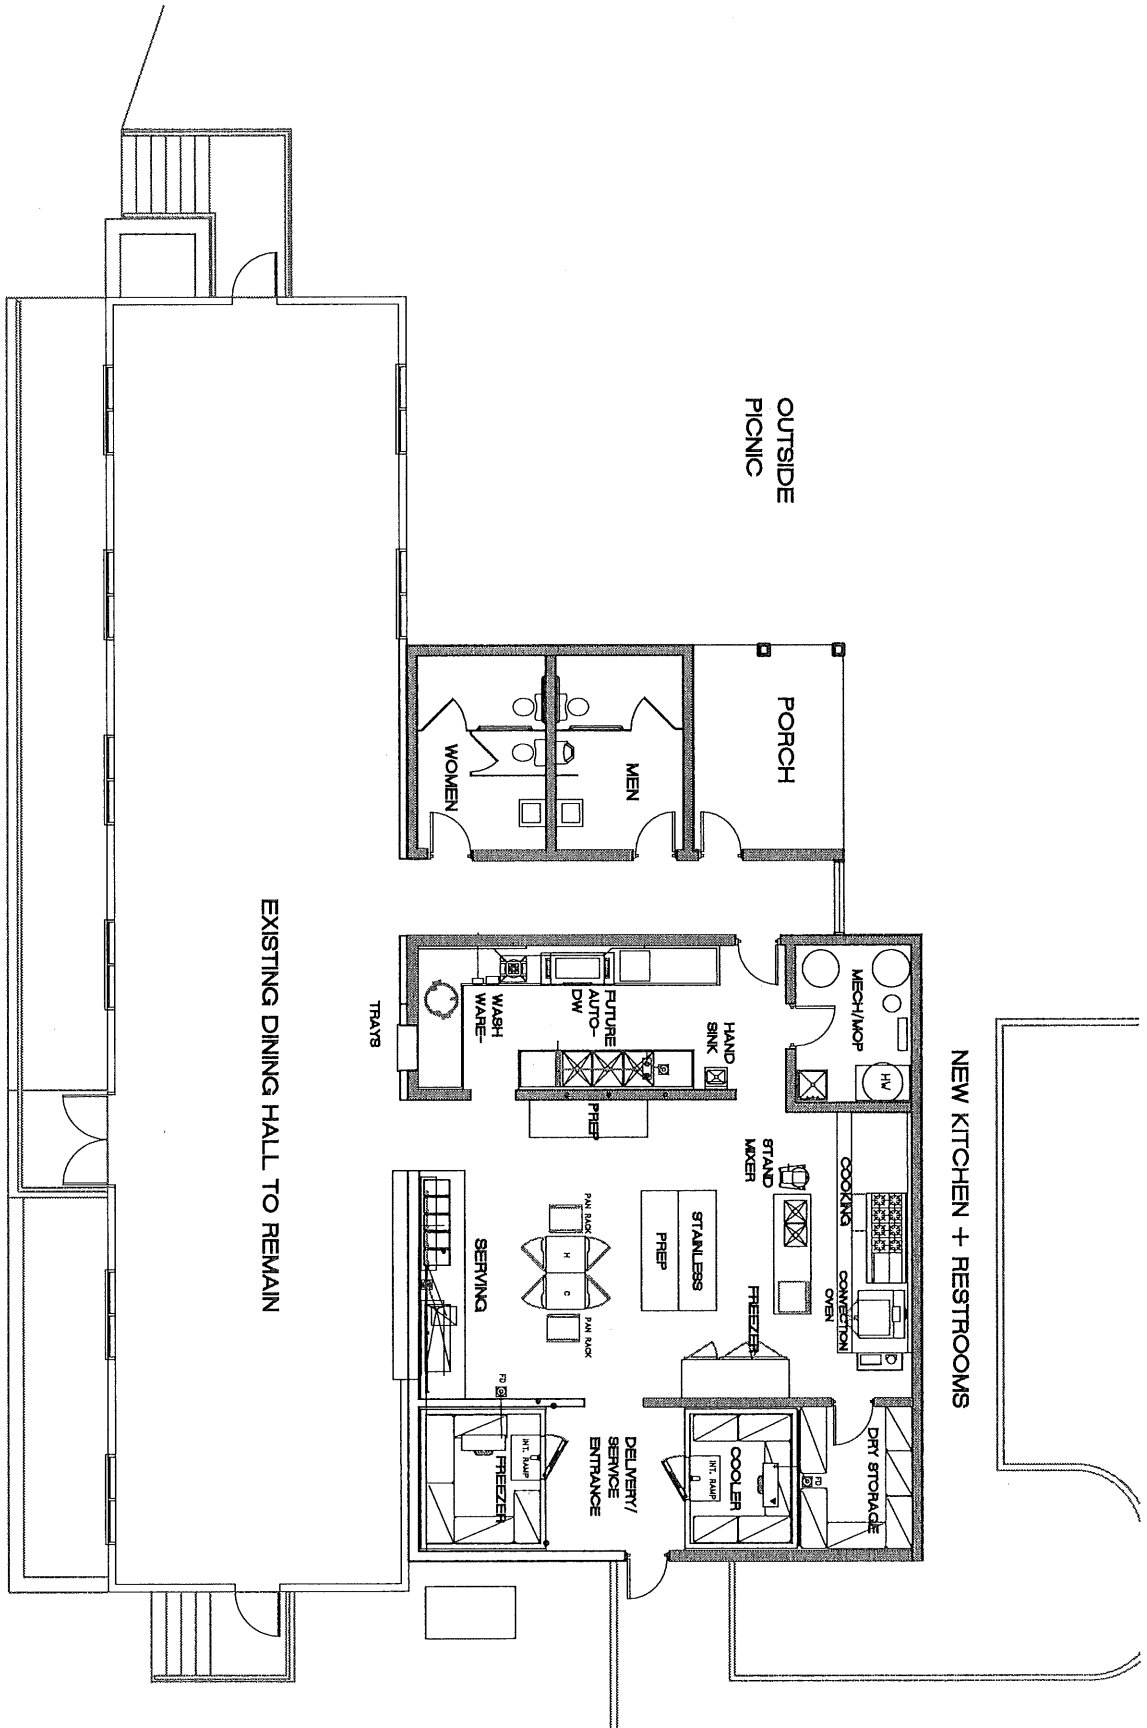 NEW KITCHEN + RESTROOMS
OUTSIDE
PICNIC
PORCH
MECH/MOP
HW
COOKING
CONVECTION
OVEN
DRY STORAGE
FD
MEN
WOMEN
HAND
SINK
STAND
MIXER
FREEZER
COOLER
INT. RAMP
STAINLESS
PREP
FUTURE
AUTO-
DW
PREP
DELIVERY/
SERVICE
ENTRANCE
WASH
WARE-
PAN RACK
H
C
PAN RACK
SERVING
FD
FREEZER
INT. RAMP
TRAYS
EXISTING DINING HALL TO REMAIN